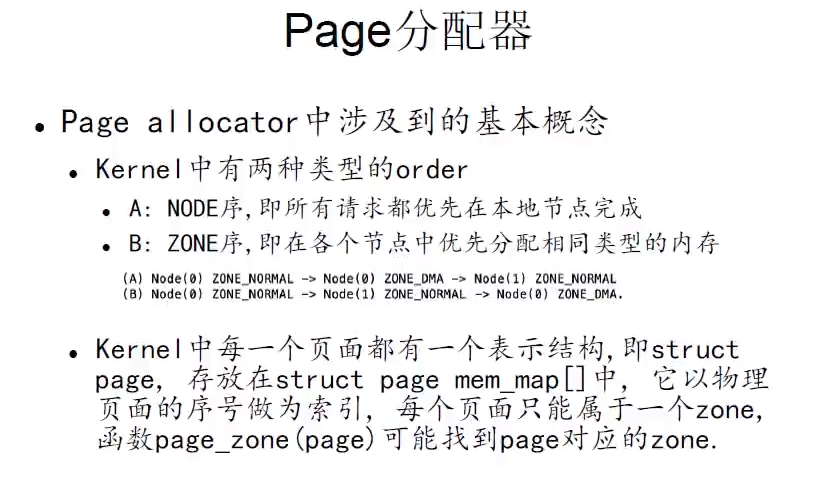 Page分配器
• Page allocator中涉及到的基本概念
• Kernel中有两种类型的order
• A: NODE序,即所有请求都优先在本地节点完成
• B: ZONE序,即在各个节点中优先分配相同类型的内存
(A) Node(0) ZONE_NORMAL -> Node(0) ZONE_DMA -> Node(1) ZONE_NORMAL
(B) Node(0) ZONE_NORMAL -> Node(1) ZONE_NORMAL -> Node(0) ZONE_DMA.
• Kernel中每一个页面都有一个表示结构,即struct
page, 存放在struct page mem_map[]中, 它以物理
页面的序号做为索引, 每个页面只能属于一个zone,
函数page_zone(page)可能找到page对应的zone.